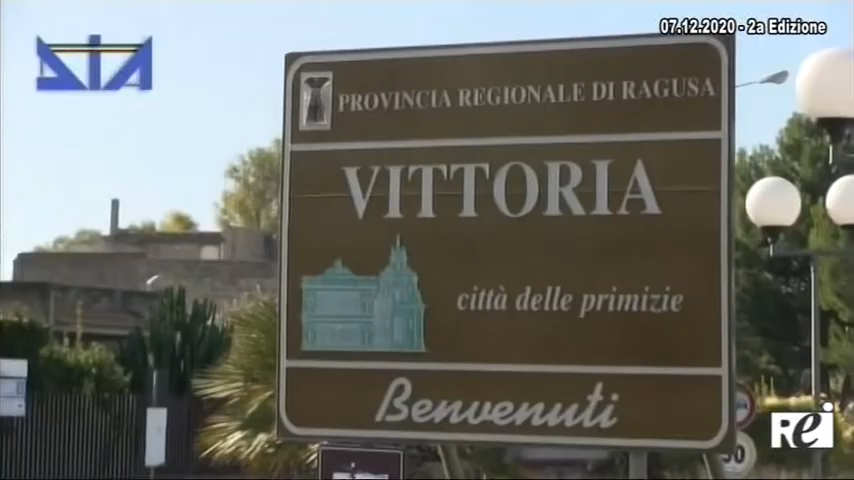 07.12.2020 - 2a Edizione
DIA
PROVINCIA REGIONALE DI RAGUSA
VITTORIA
città delle primizie
Benvenuti
Rei